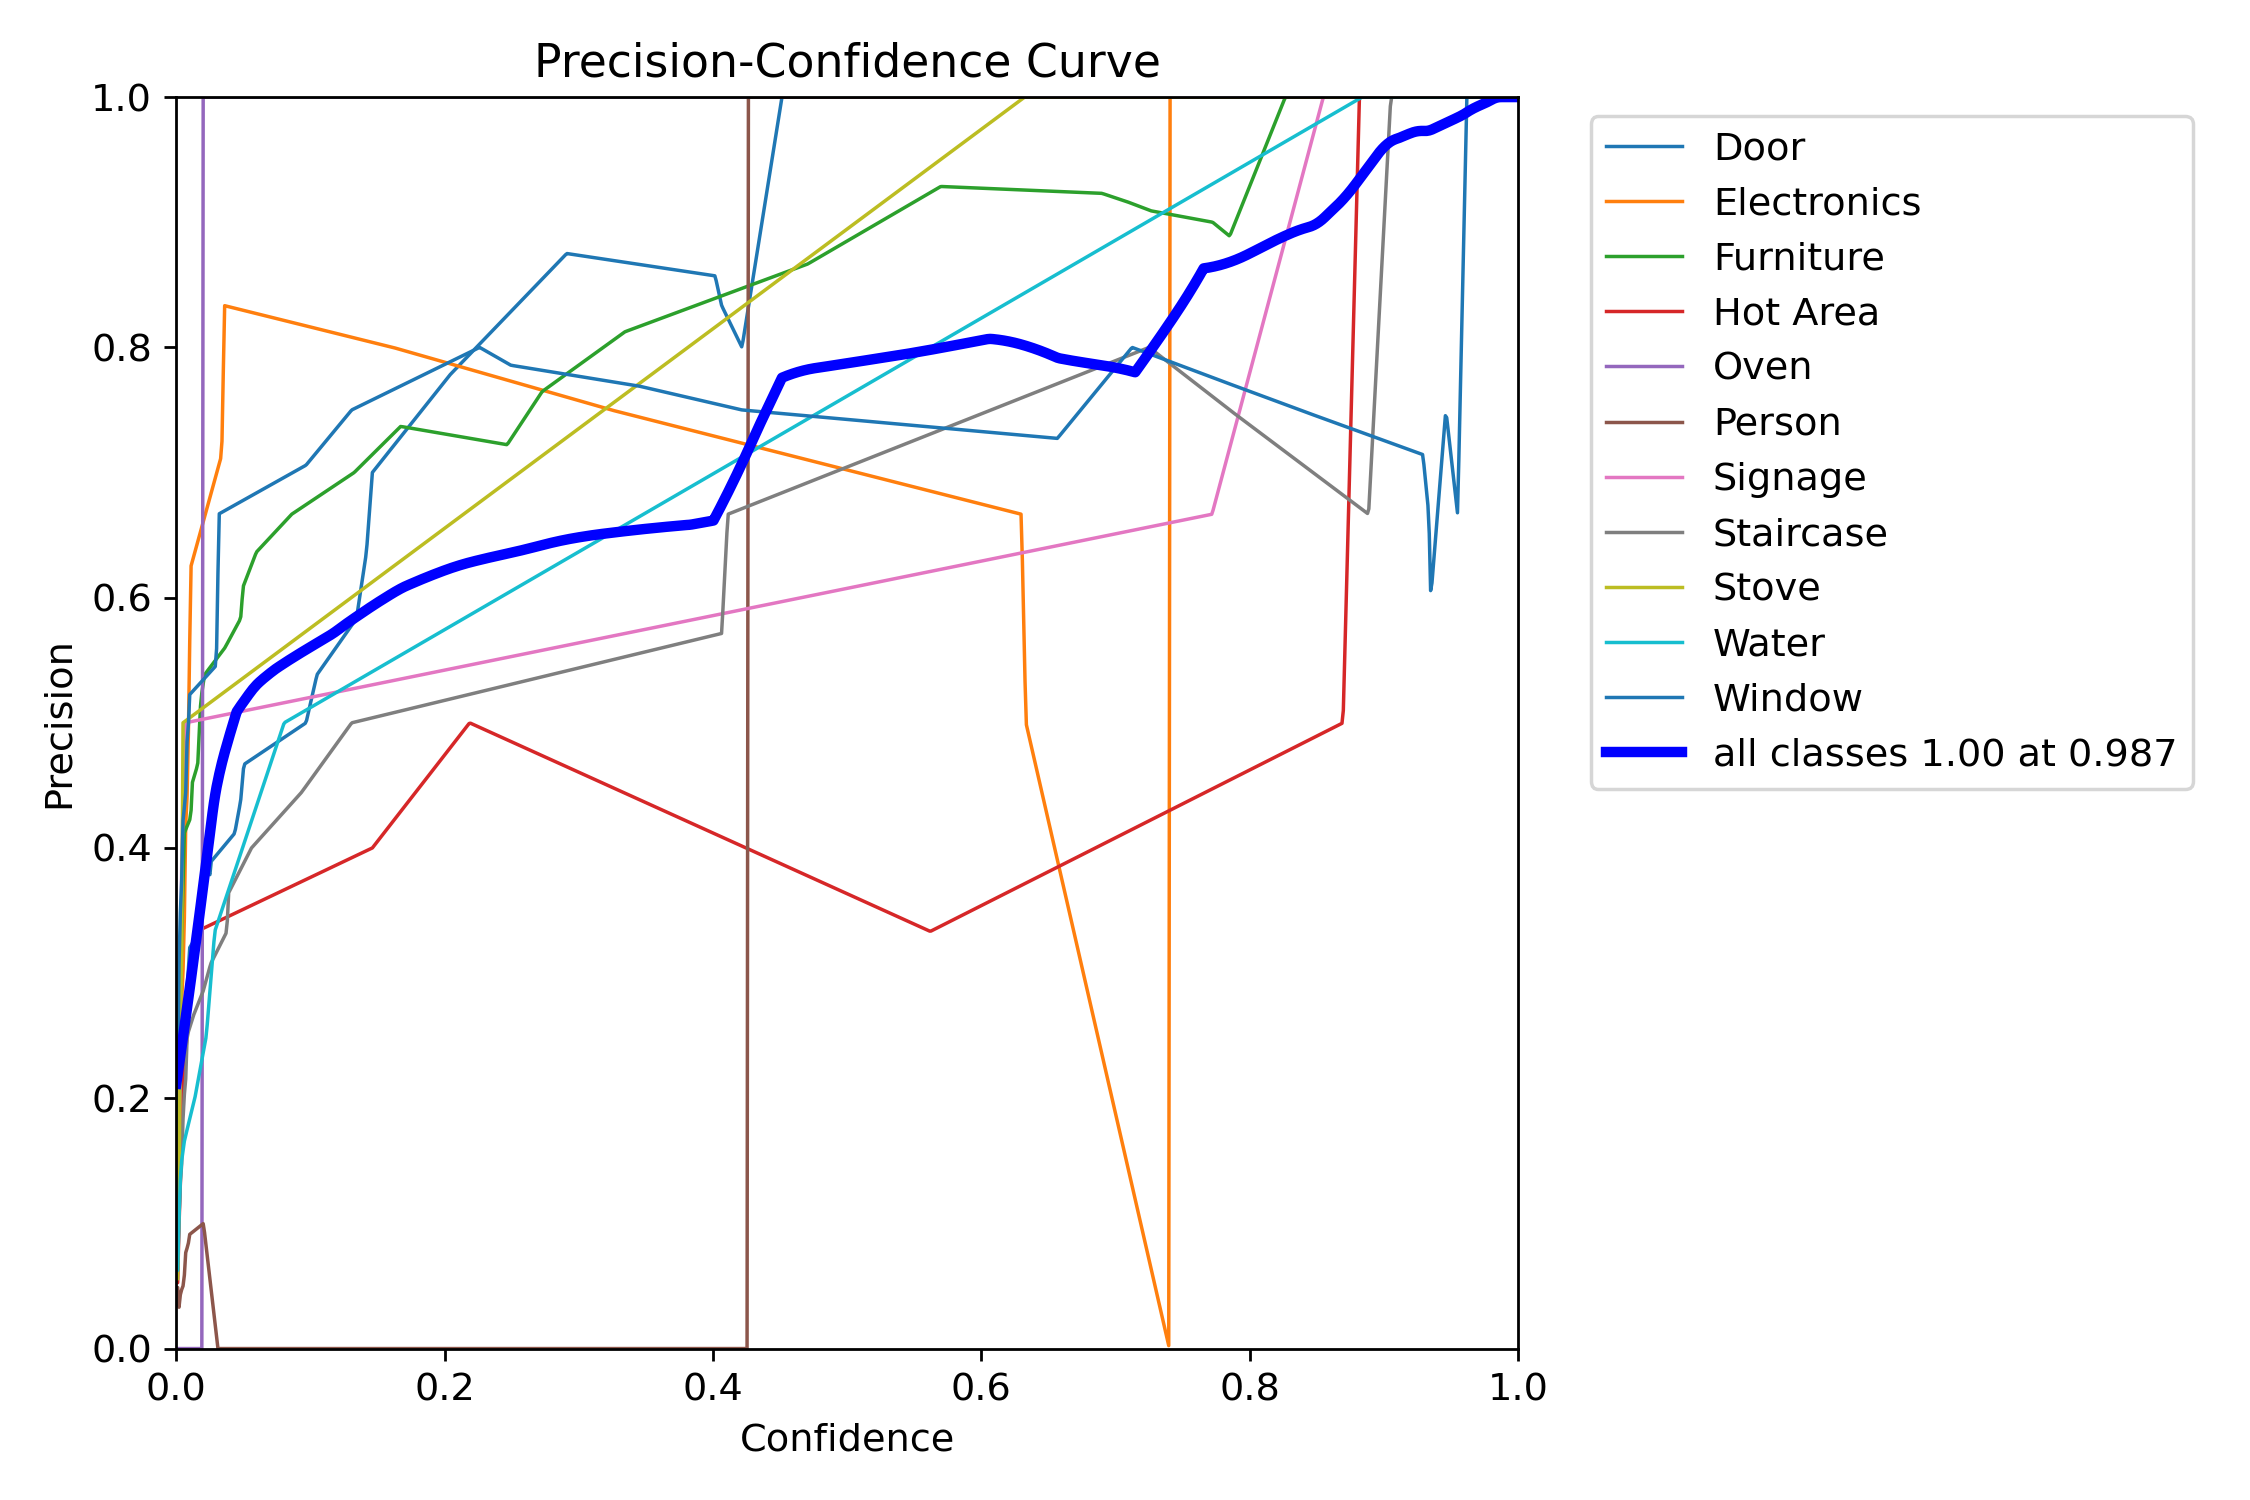 Precision-Confidence Curve
1.0
0.8
0.6
0.4
0.2
0.0
Precision
0.0 0.2 0.4 0.6 0.8 1.0
Confidence
Door
Electronics
Furniture
Hot Area
Oven
Person
Signage
Staircase
Stove
Water
Window
all classes 1.00 at 0.987